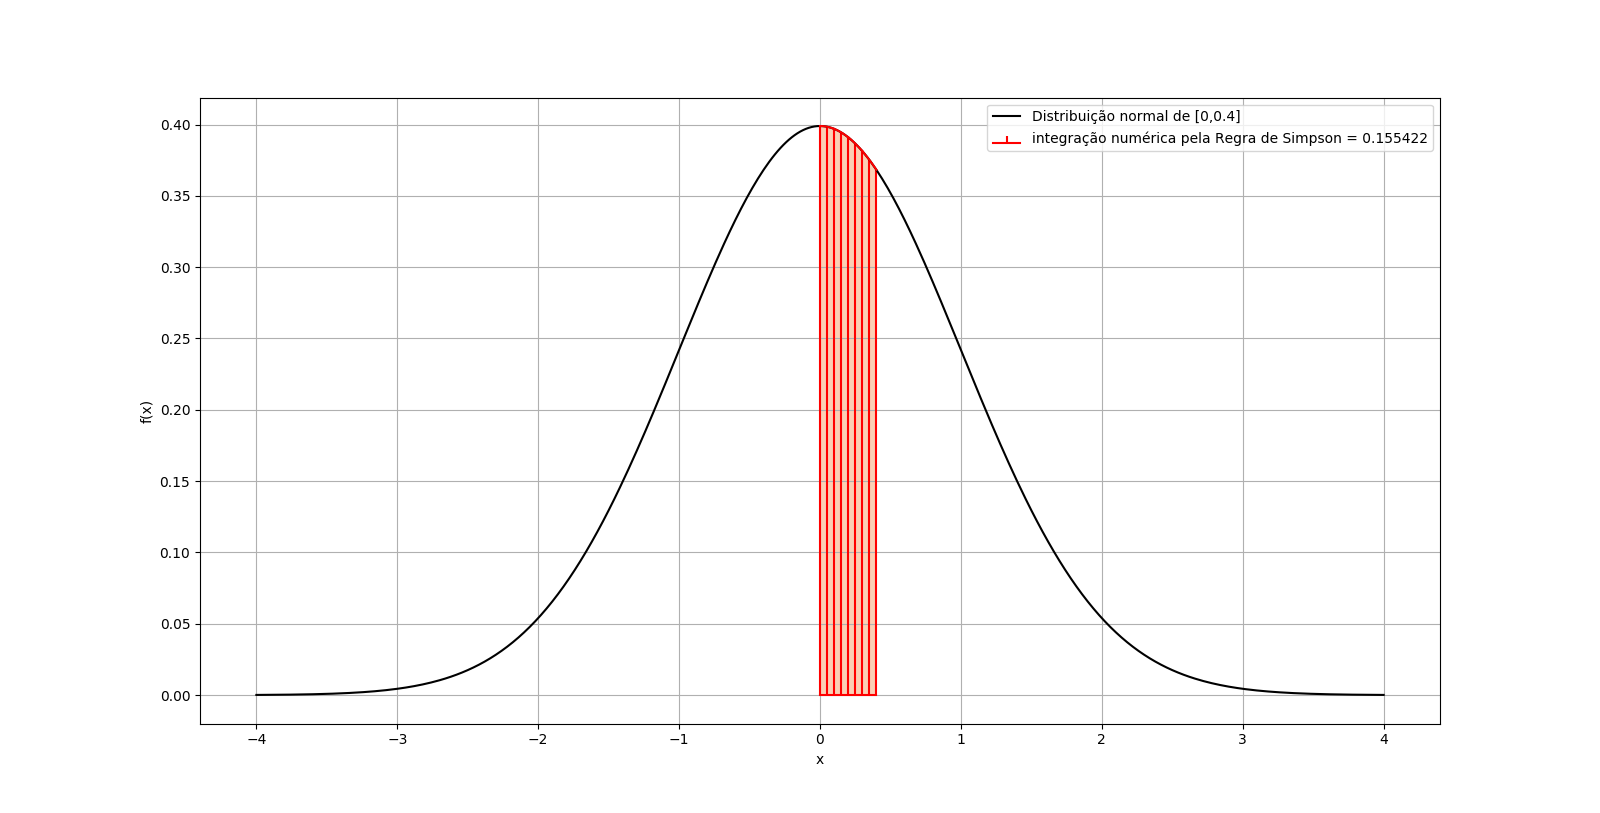 Distribuição normal de [0,0.4]
integração numérica pela Regra de Simpson = 0.155422
0.40
0.35
0.30
0.25
0.20
0.15
0.10
0.05
0.00
f(x)
−4 −3 −2 −1 0 1 2 3 4
x